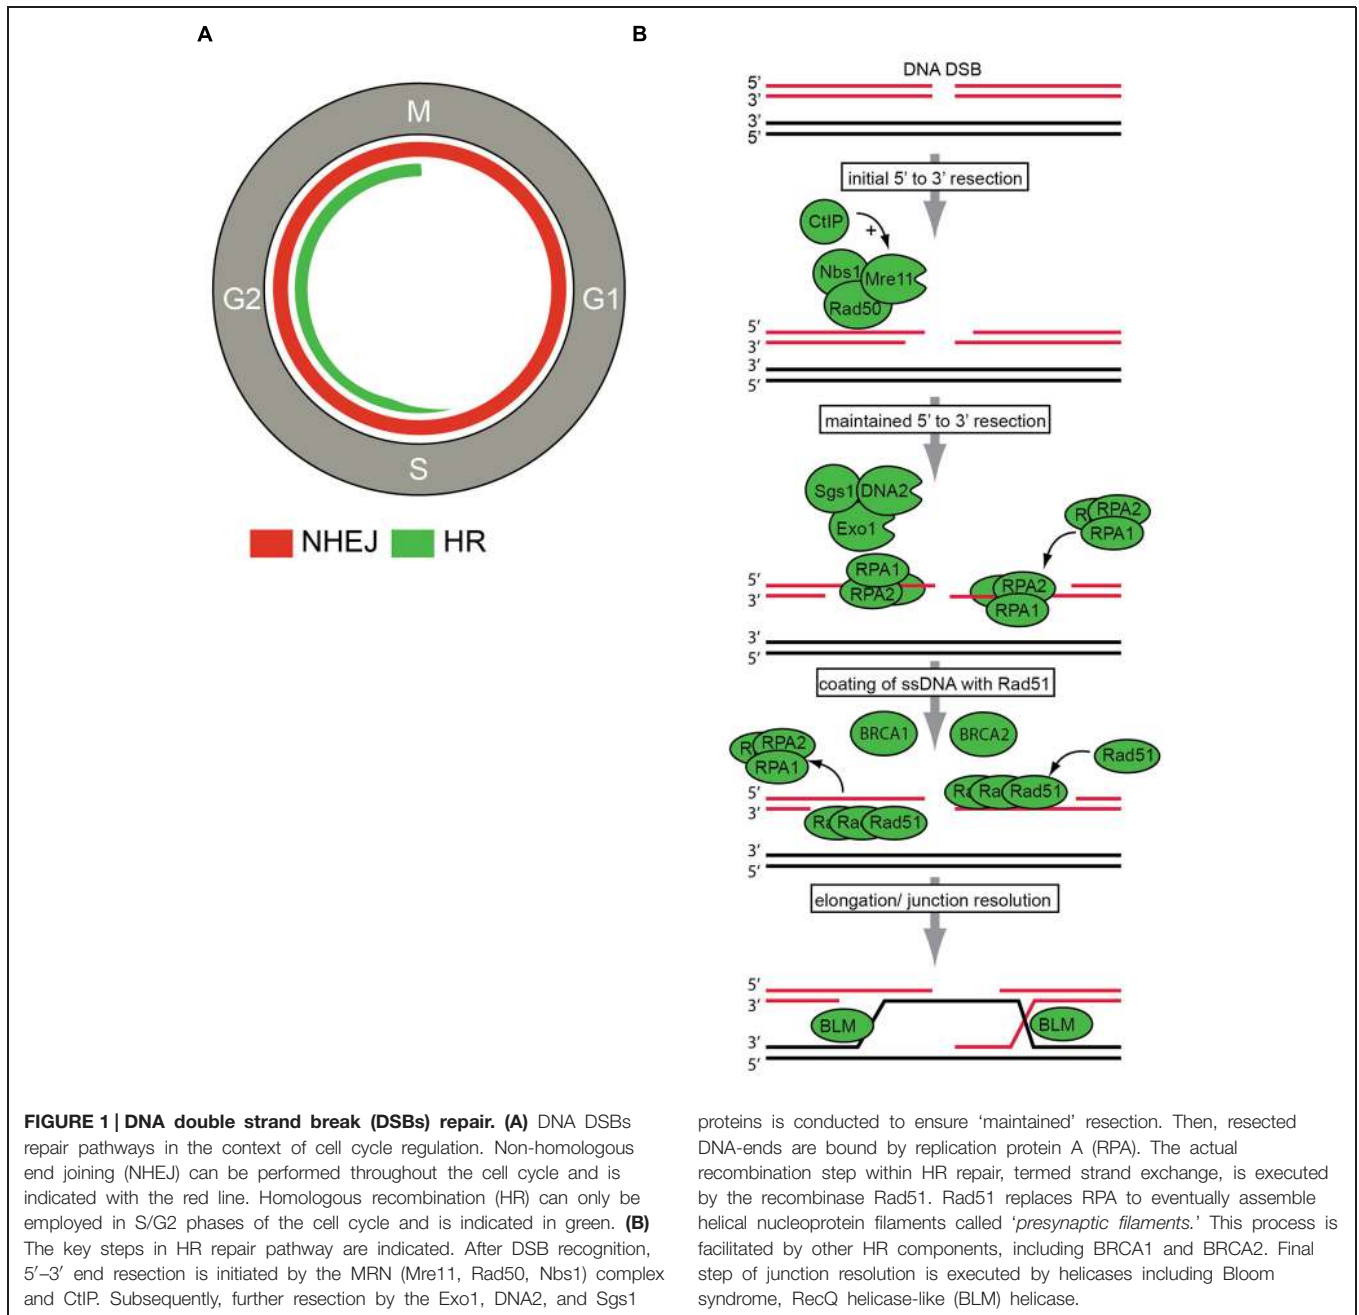 A
M
G2
G1
S
NHEJ HR
B
DNA DSB
5'
3'
3'
5'
initial 5' to 3' resection
CtIP
+
Nbs1
Mre11
Rad50
5'
3'
3'
5'
maintained 5' to 3' resection
Sgs1 DNA2
Exo1
R RPA2
RPA1
RPA1
RPA2
RPA2
RPA1
5'
3'
3'
5'
coating of ssDNA with Rad51
BRCA1
BRCA2
R RPA2
RPA1
Rad51
Ra Ra Rad51
5'
3'
Ra Ra Rad51
3'
5'
elongation/ junction resolution
5'
3'
BLM
BLM
3'
5'
FIGURE 1 | DNA double strand break (DSBs) repair. (A) DNA DSBs
repair pathways in the context of cell cycle regulation. Non-homologous
end joining (NHEJ) can be performed throughout the cell cycle and is
indicated with the red line. Homologous recombination (HR) can only be
employed in S/G2 phases of the cell cycle and is indicated in green. (B)
The key steps in HR repair pathway are indicated. After DSB recognition,
5′–3′ end resection is initiated by the MRN (Mre11, Rad50, Nbs1) complex
and CtIP. Subsequently, further resection by the Exo1, DNA2, and Sgs1
proteins is conducted to ensure ‘maintained’ resection. Then, resected
DNA-ends are bound by replication protein A (RPA). The actual
recombination step within HR repair, termed strand exchange, is executed
by the recombinase Rad51. Rad51 replaces RPA to eventually assemble
helical nucleoprotein filaments called ‘presynaptic filaments.’ This process is
facilitated by other HR components, including BRCA1 and BRCA2. Final
step of junction resolution is executed by helicases including Bloom
syndrome, RecQ helicase-like (BLM) helicase.